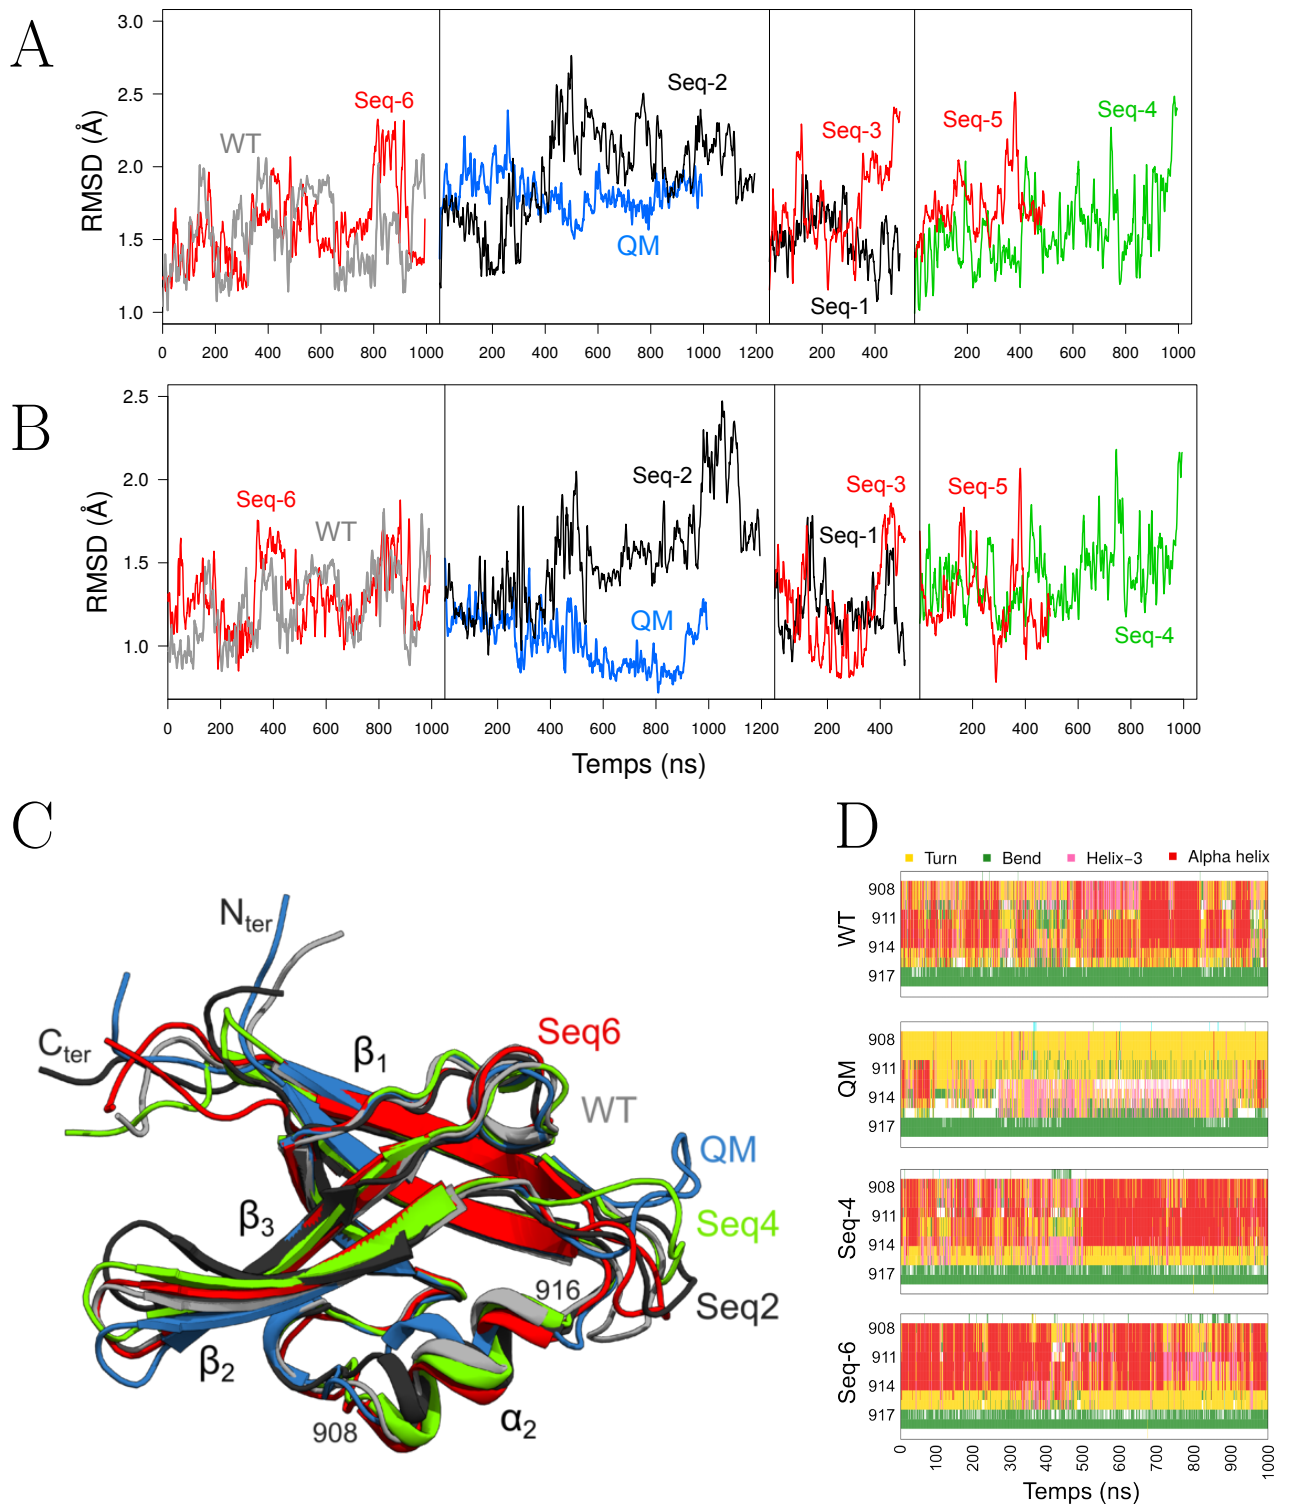 A
RMSD (Å)
3.0
2.5
2.0
1.5
1.0
WT
Seq-6
Seq-2
QM
Seq-3
Seq-1
Seq-5
Seq-4
0 200 400 600 800 1000 200 400 600 800 1000 1200 200 400 200 400 600 800 1000
B
RMSD (Å)
2.5
2.0
1.5
1.0
Seq-6
WT
Seq-2
QM
Seq-3
Seq-1
Seq-5
Seq-4
0 200 400 600 800 1000 200 400 600 800 1000 1200 200 400 200 400 600 800 1000
Temps (ns)
C
Nter
Cter
β1
Seq6
WT
QM
β3
Seq4
916
Seq2
β2
908
α2
D
Turn Bend Helix-3 Alpha helix
WT
908
911
914
917
QM
908
911
914
917
Seq-4
908
911
914
917
Seq-6
908
911
914
917
0 100 200 300 400 500 600 700 800 900 1000
Temps (ns)